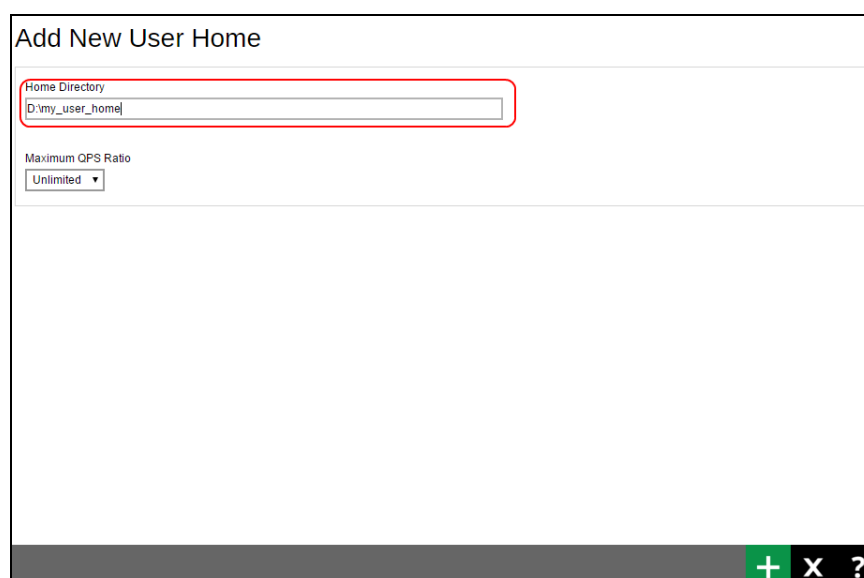 Add New User Home
Home Directory
D:\my_user_home
Maximum QPS Ratio
Unlimited
+ X ?